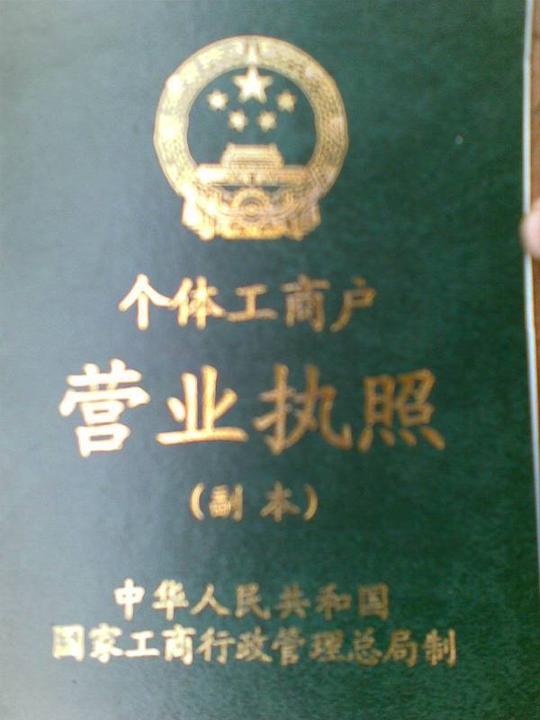 个体工商户
营业执照
(副本)
中华人民共和国
国家工商行政管理总局制